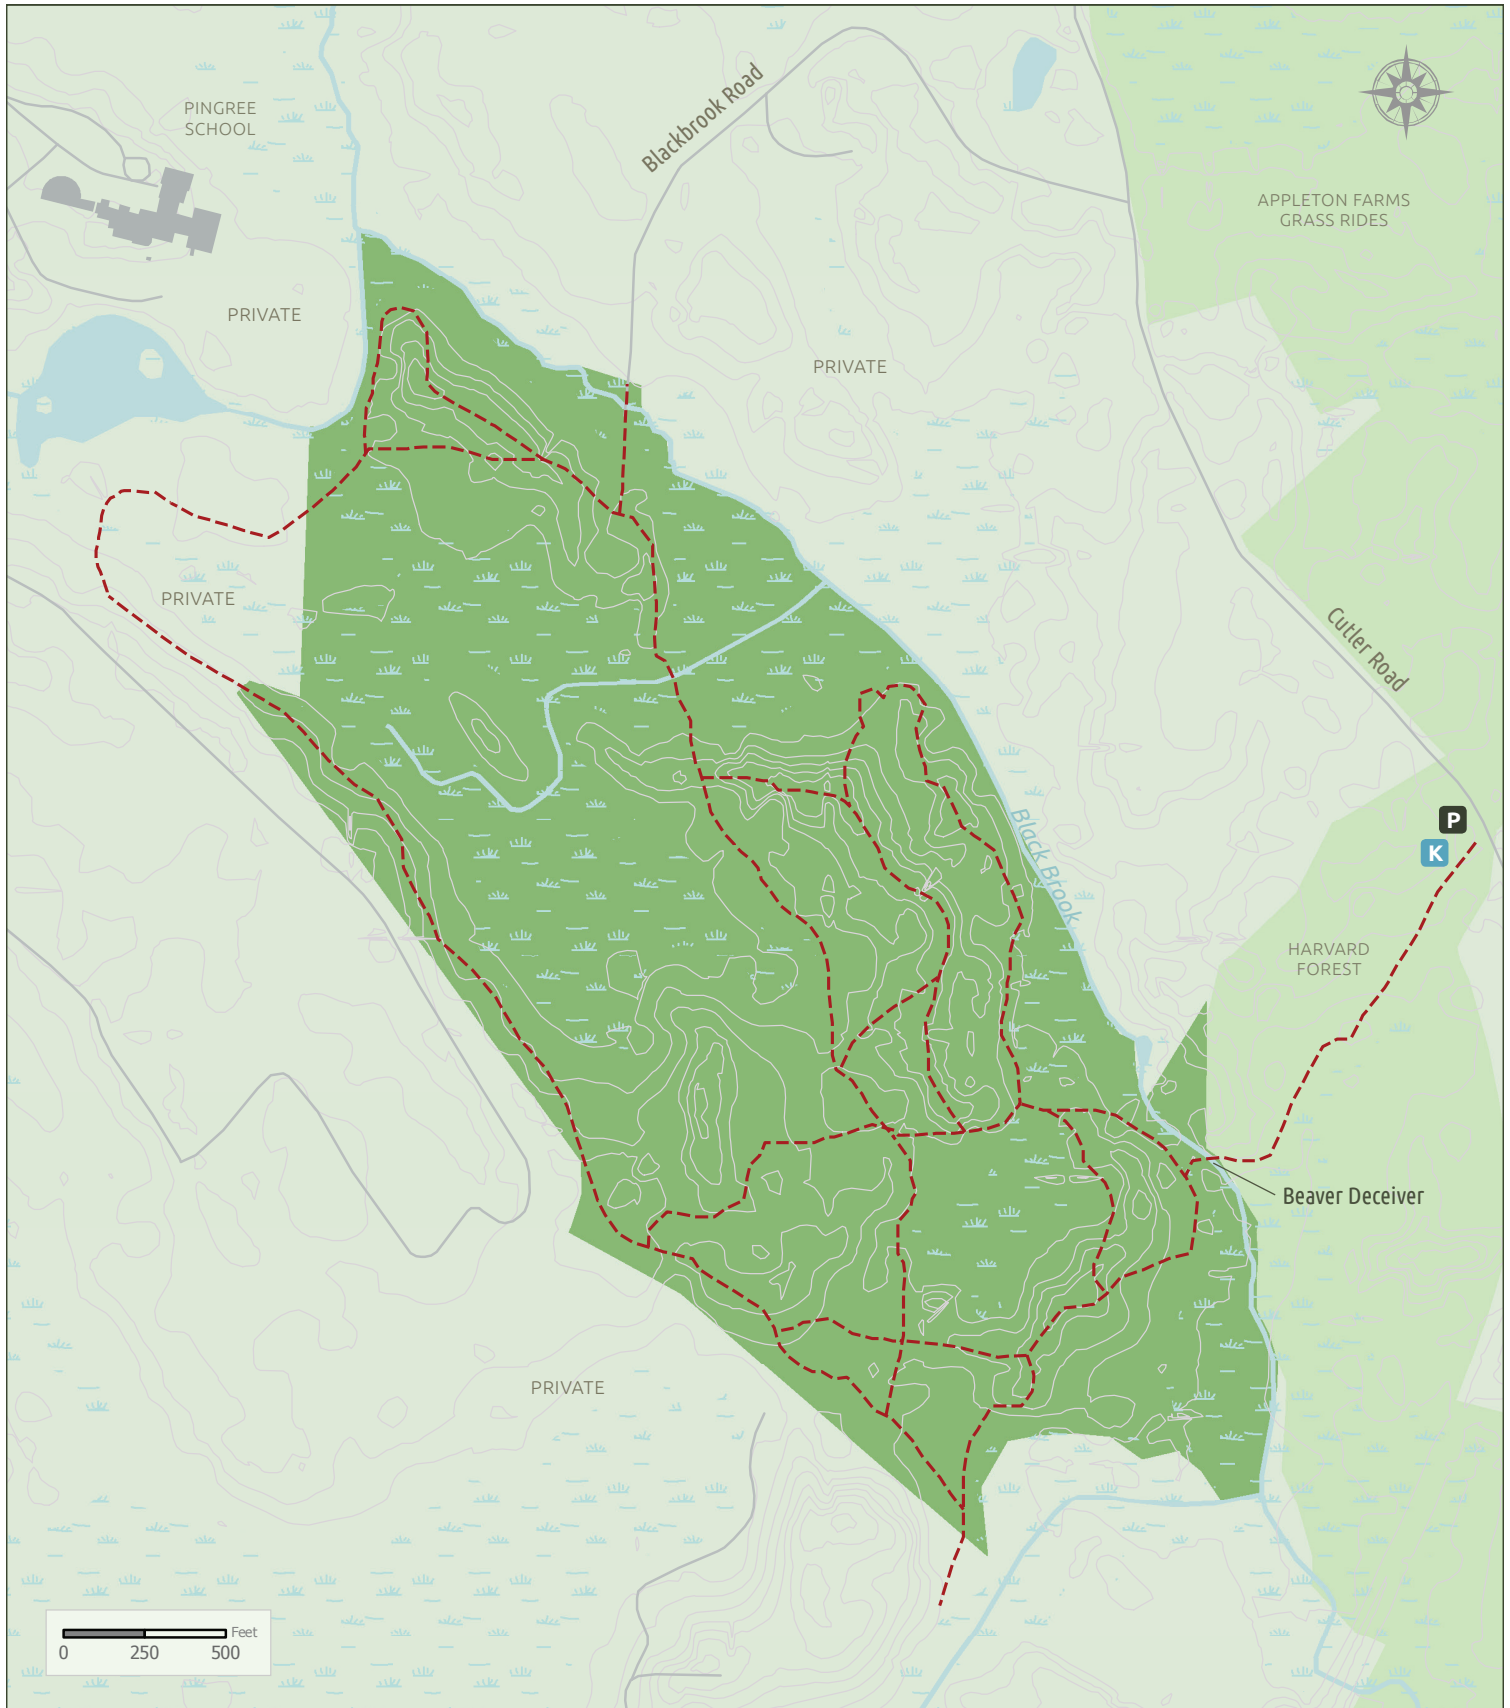 Blackbrook Road
PINGREE
SCHOOL
APPLETON FARMS
GRASS RIDES
PRIVATE
PRIVATE
PRIVATE
Cutler Road
P
K
Black Brook
HARVARD
FOREST
Beaver Deceiver
PRIVATE
Feet
0 250 500